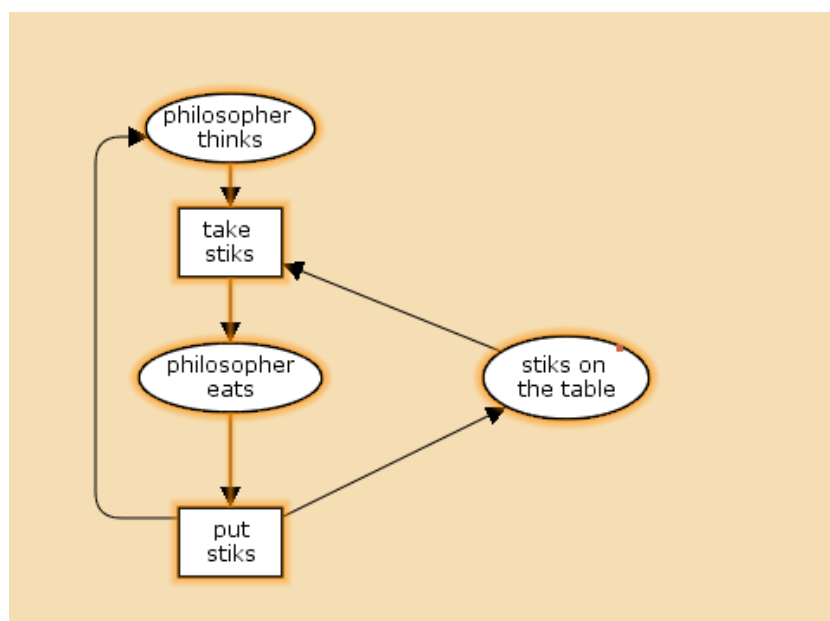 philosopher
thinks
take
stiks
philosopher
eats
stiks on
the table
put
stiks